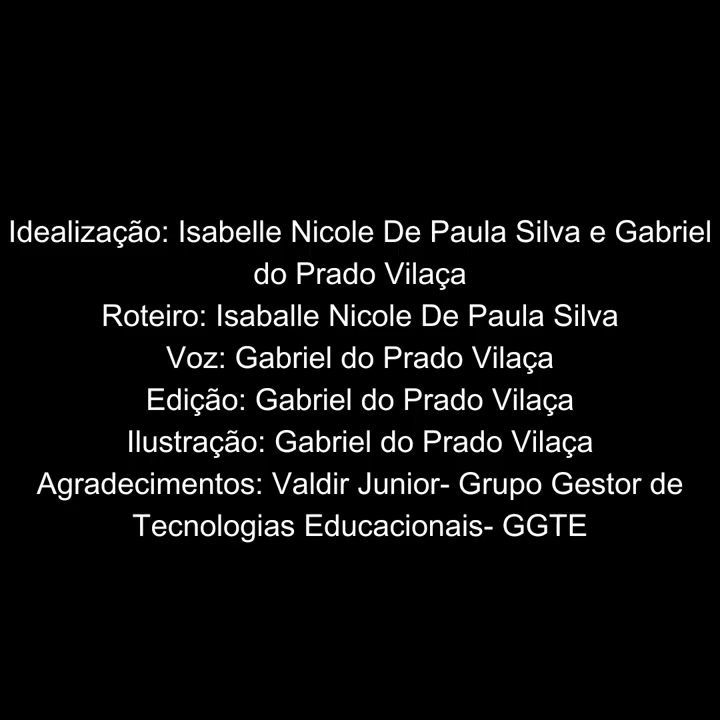 Idealização: Isabelle Nicole De Paula Silva e Gabriel
do Prado Vilaça
Roteiro: Isaballe Nicole De Paula Silva
Voz: Gabriel do Prado Vilaça
Edição: Gabriel do Prado Vilaça
Ilustração: Gabriel do Prado Vilaça
Agradecimentos: Valdir Junior- Grupo Gestor de
Tecnologias Educacionais- GGTE